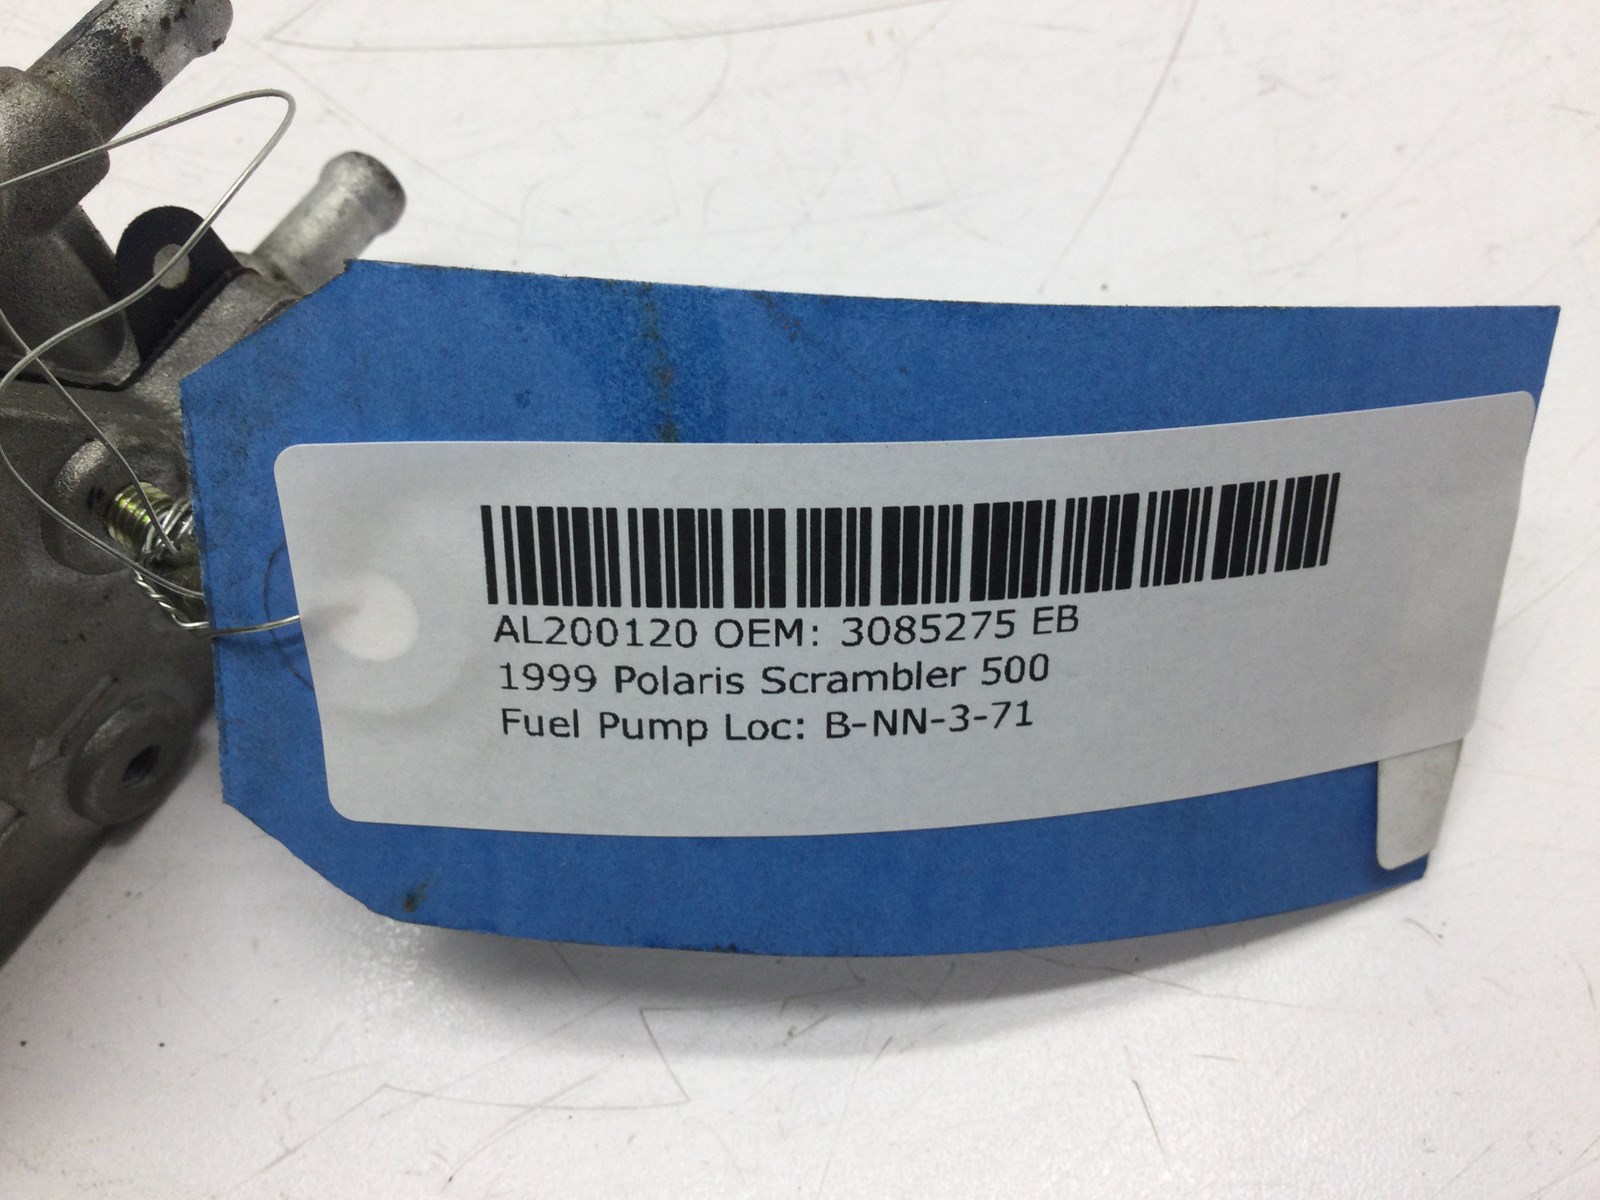 AL200120 OEM: 3085275 EB
1999 Polaris Scrambler 500
Fuel Pump Loc: B-NN-3-71